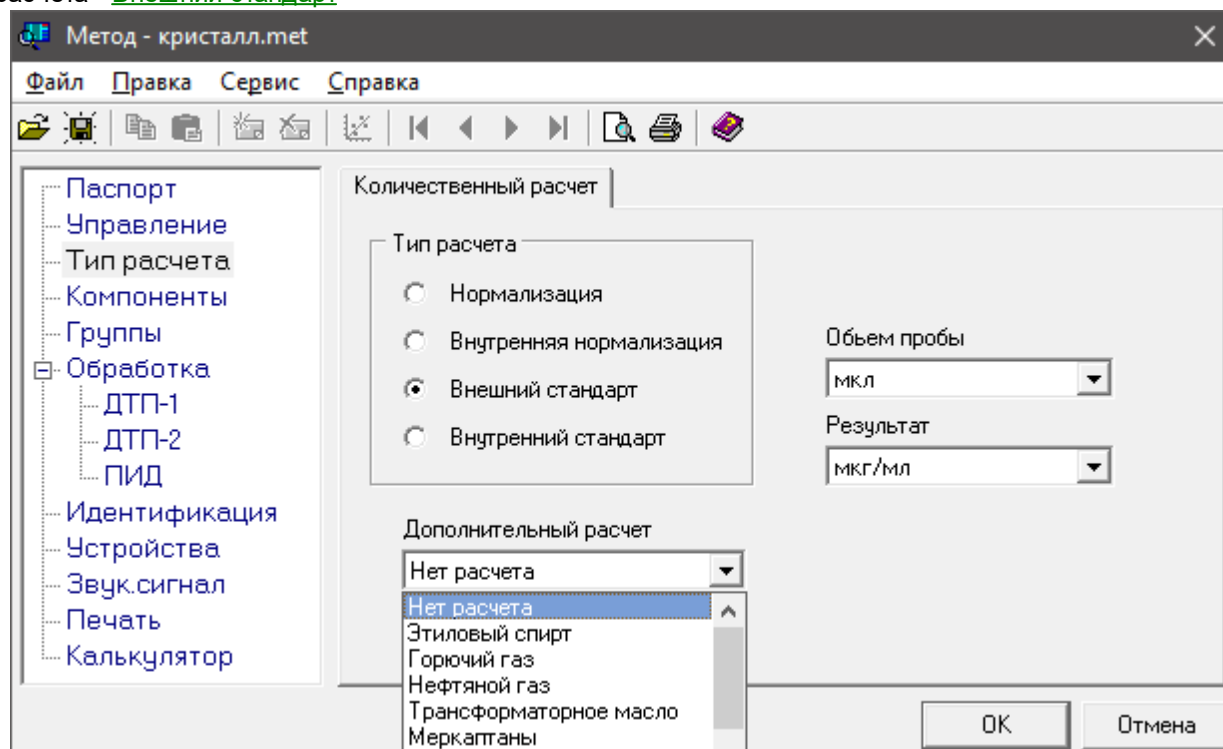 расчета - Внешний стандарт
Метод - кристалл.met
Файл Правка Сервис Справка
Паспорт
Управление
Тип расчета
Компоненты
Группы
Обработка
ДТП-1
ДТП-2
ПИД
Идентификация
Устройства
Звук.сигнал
Печать
Калькулятор
Количественный расчет
Тип расчета
Нормализация
Внутренняя нормализация
Внешний стандарт
Внутренний стандарт
Обьем пробы
мкл
Результат
мкг/мл
Дополнительный расчет
Нет расчета
Нет расчета
Этиловый спирт
Горючий газ
Нефтяной газ
Трансформаторное масло
Меркаптаны
OK Отмена